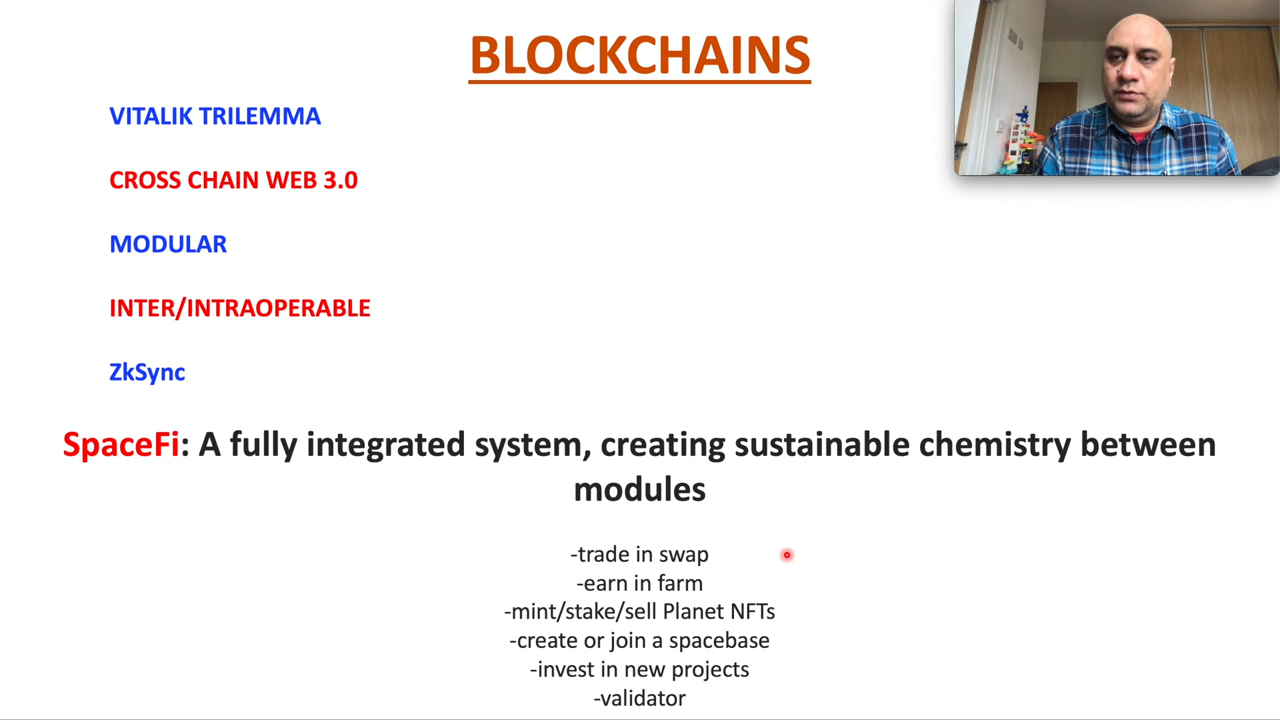 BLOCKCHAINS
VITALIK TRILEMMA
CROSS CHAIN WEB 3.0
MODULAR
INTER/INTRAOPERABLE
ZkSync
SpaceFi: A fully integrated system, creating sustainable chemistry between
modules
-trade in swap
-earn in farm
-mint/stake/sell Planet NFTs
-create or join a spacebase
-invest in new projects
-validator